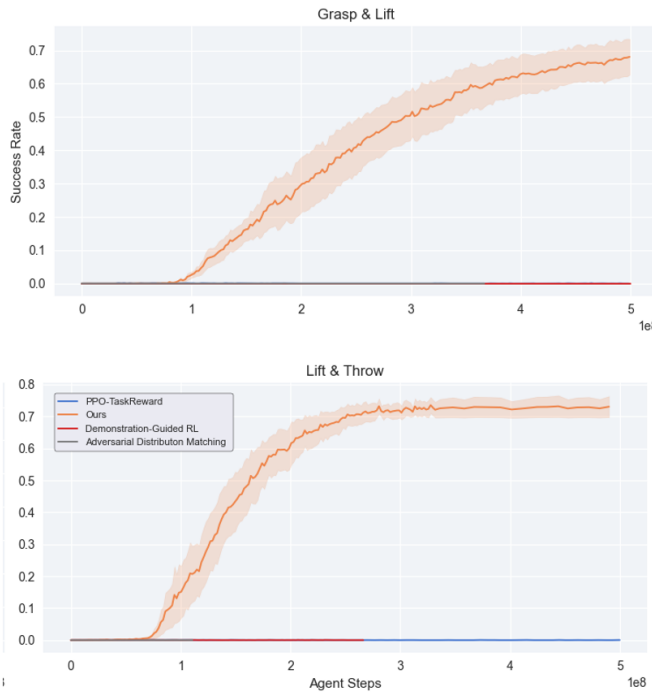 Grasp & Lift
0.7
0.6
0.5
0.4
0.3
0.2
0.1
0.0
Success Rate
0 1 2 3 4 5
1e8
Lift & Throw
0.8
0.7
0.6
0.5
0.4
0.3
0.2
0.1
0.0
PPO-TaskReward
Ours
Demonstration-Guided RL
Adversarial Distributon Matching
0 1 2 3 4 5
Agent Steps
1e8